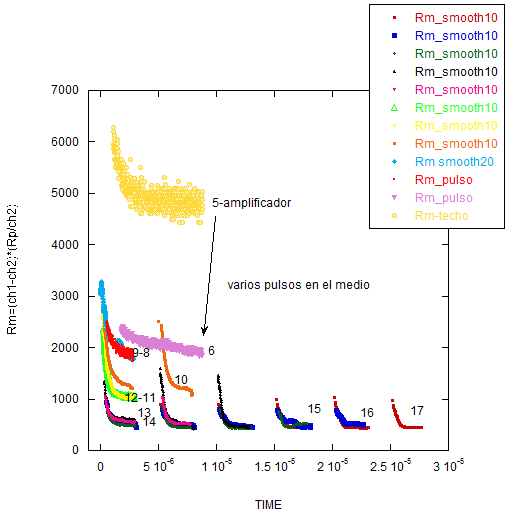 Rm_smooth10
Rm_smooth10
Rm_smooth10
Rm_smooth10
Rm_smooth10
Rm_smooth10
Rm_smooth10
Rm_smooth10
Rm smooth20
Rm_pulso
Rm_pulso
Rm-techo
7000
6000
5000
4000
3000
2000
1000
0
Rm=(ch1-ch2)*(Rp/ch2)
5-amplificador
varios pulsos en el medio
9-8
6
10
12-11
13
14
15
16
17
0
5 10⁻⁶
1 10⁻⁵
1.5 10⁻⁵
2 10⁻⁵
2.5 10⁻⁵
3 10⁻⁵
TIME